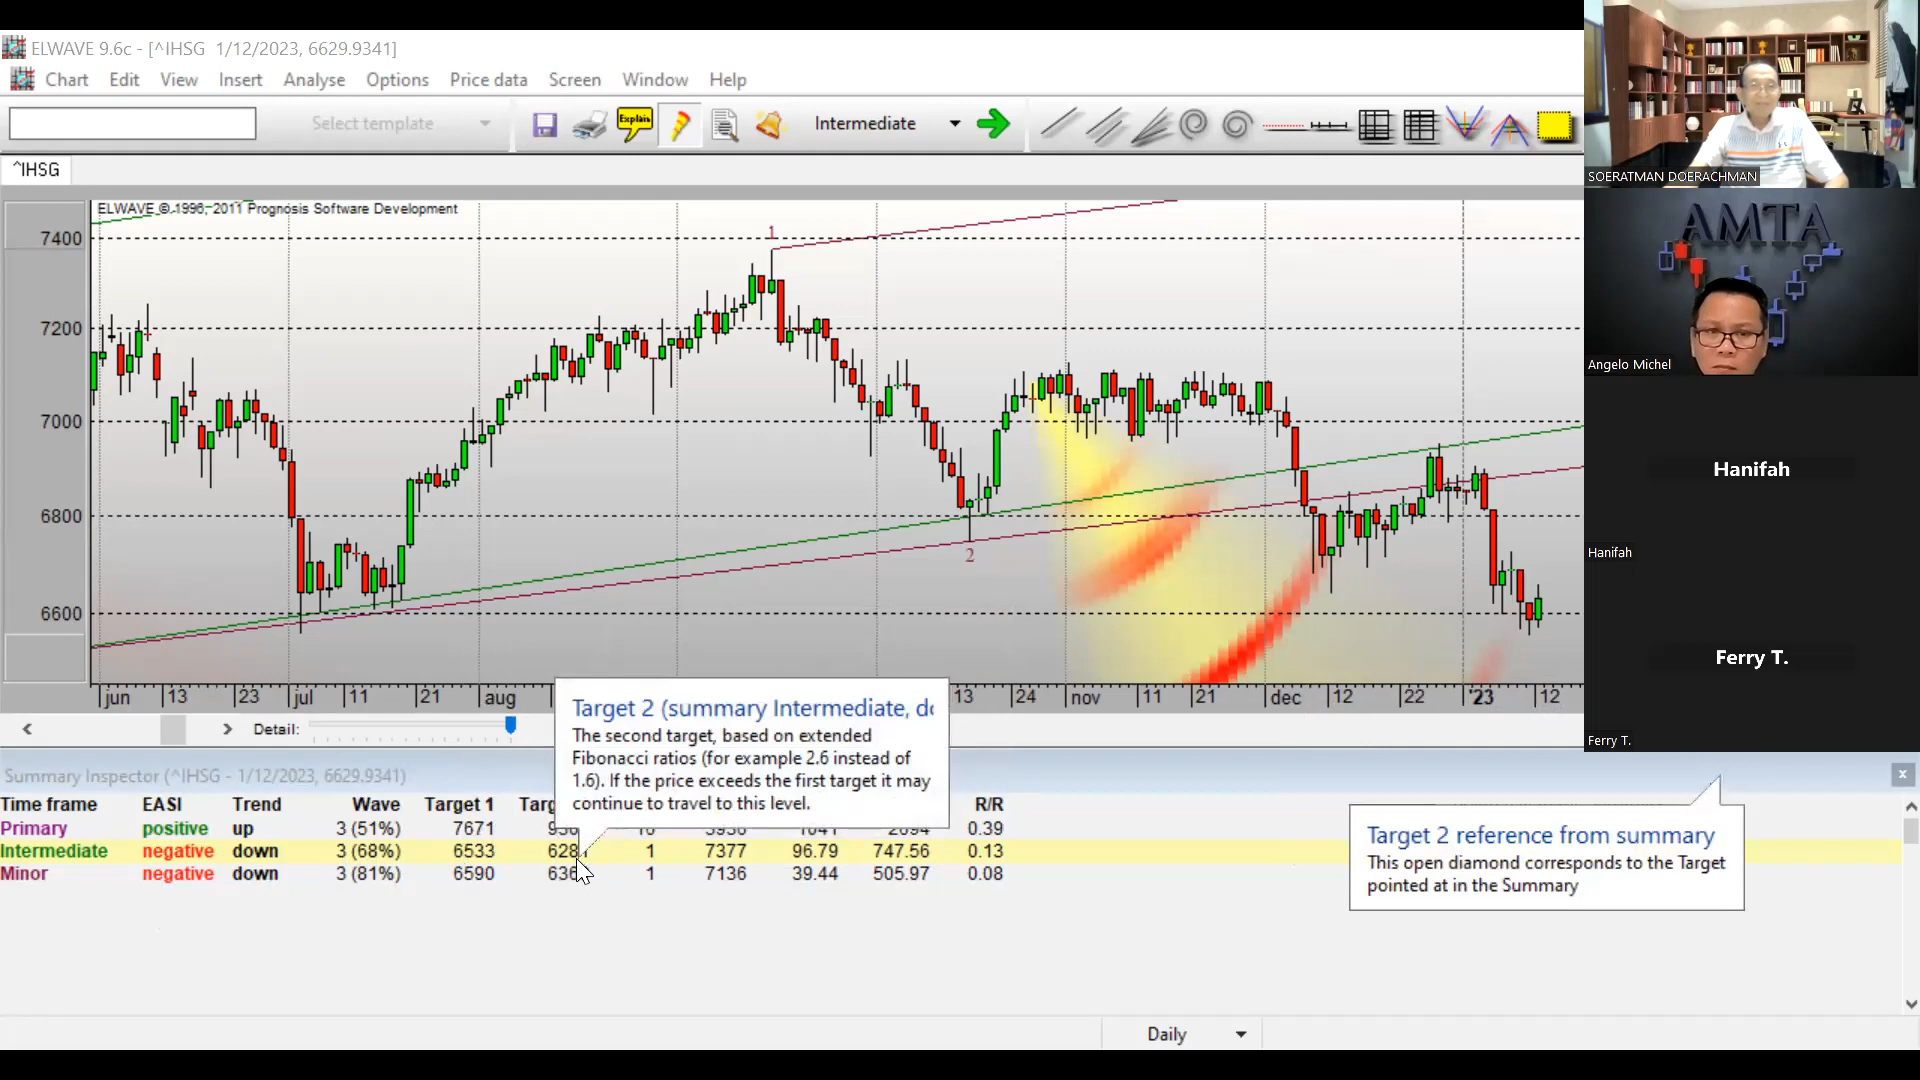 ELWAVE 9.6c - [^IHSG 1/12/2023, 6629.9341]
Chart Edit View Insert Analyse Options Price data Screen Window Help
Select template Explain Intermediate
^IHSG
ELWAVE © 1996, 2011 Prognosis Software Development
7400
7200
7000
6800
6600
1
2
jun 13 23 jul 11 21 aug 13 24 nov 11 21 dec 12 22 '23 12
Detail:
Target 2 (summary Intermediate,
The second target, based on extended
Fibonacci ratios (for example 2.6 instead of
1.6). If the price exceeds the first target it may
continue to travel to this level.
Summary Inspector (^IHSG - 1/12/2023, 6629.9341)
Time frame EASI Trend Wave Target 1 R/R
Primary positive up 3 (51%) 7671 0.39
Intermediate negative down 3 (68%) 6533 1 7377 96.79 747.56 0.13
Minor negative down 3 (81%) 6590 1 7136 39.44 505.97 0.08
Target 2 reference from summary
This open diamond corresponds to the Target
pointed at in the Summary
Daily
SOERATMAN DOERACHMAN
AMTA
Angelo Michel
Hanifah
Hanifah
Ferry T.
Ferry T.